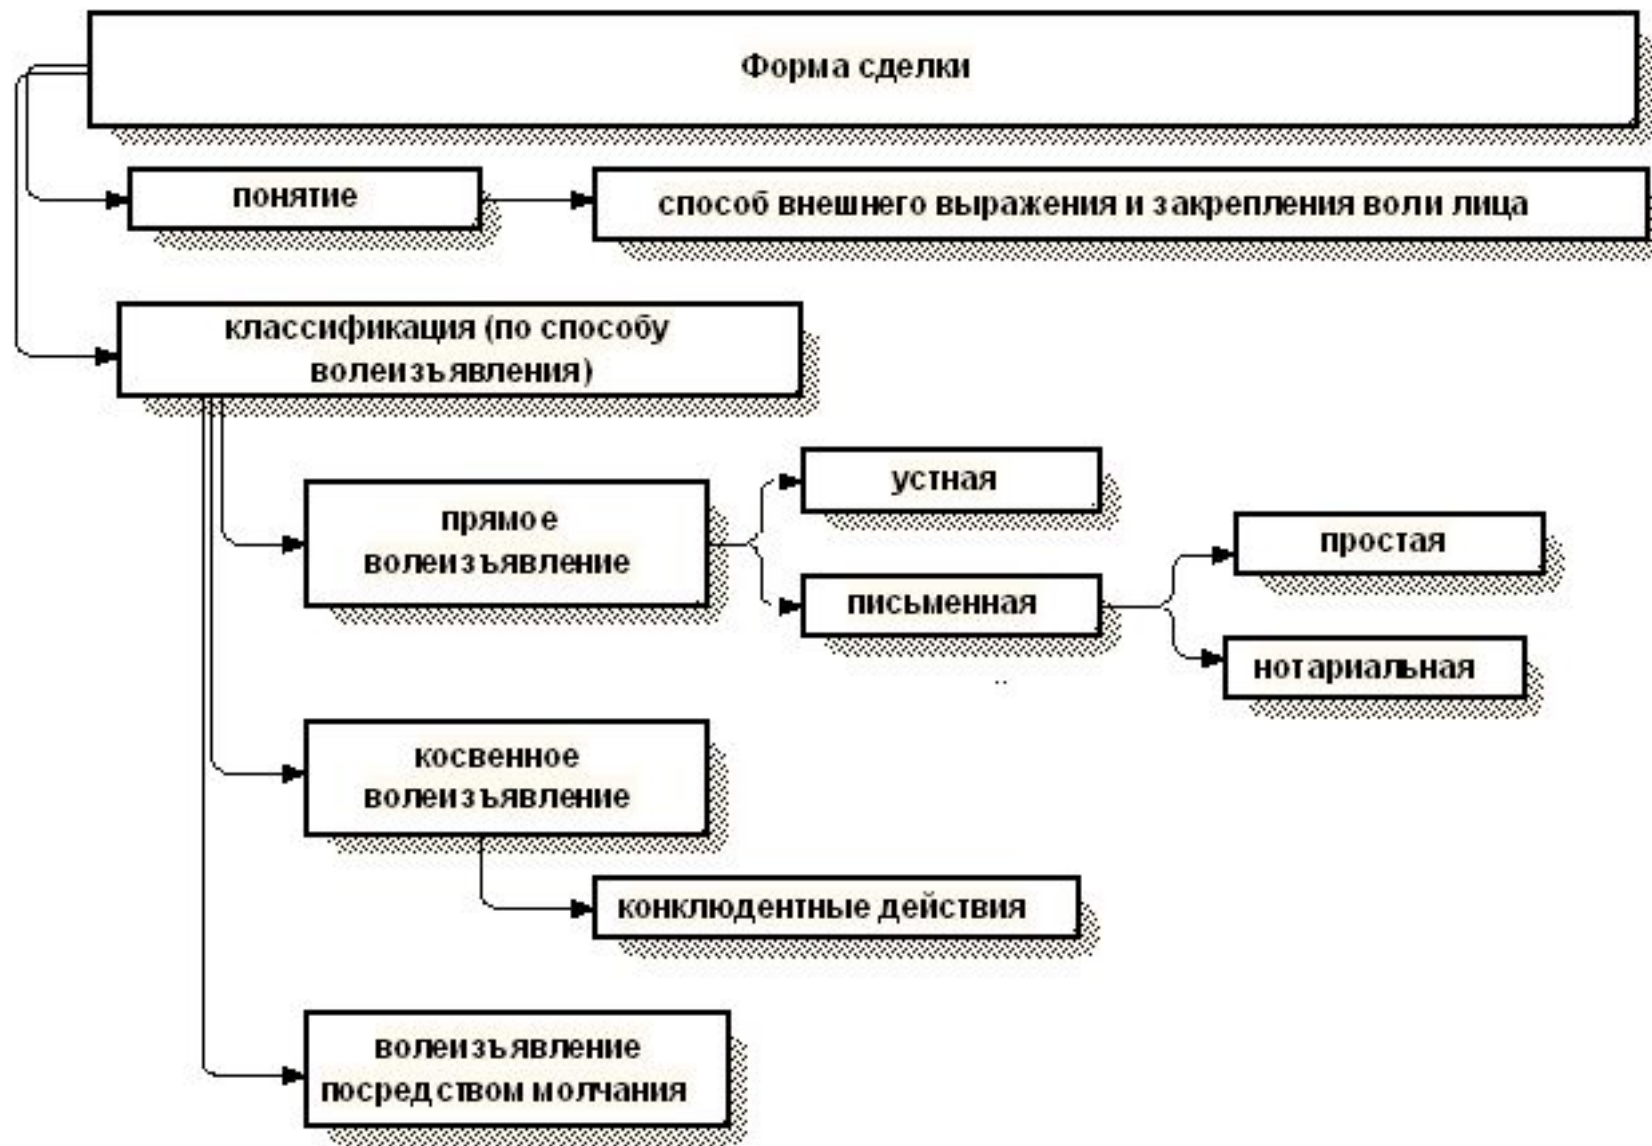 Форма сделки
понятие
способ внешнего выражения и закрепления воли лица
классификация (по способу
волеизъявления)
прямое
волеизъявление
устная
письменная
простая
нотариальная
косвенное
волеизъявление
конклюдентные действия
волеизъявление
посредством молчания